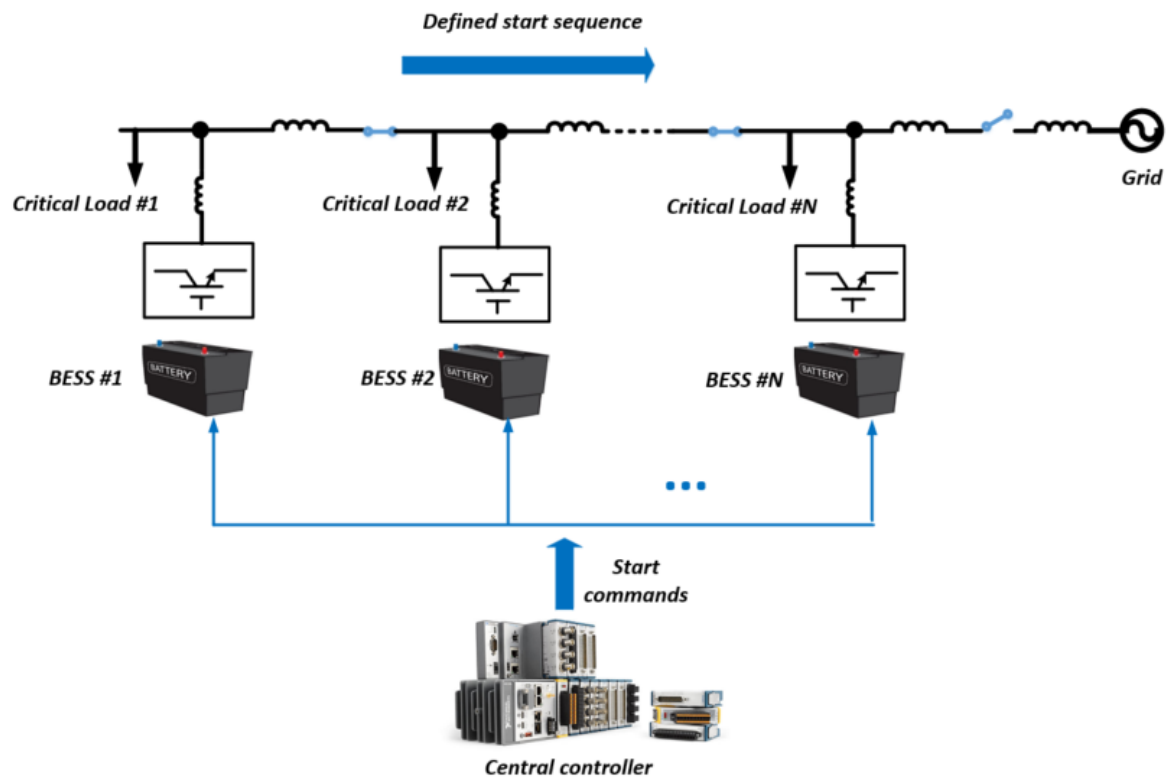 Defined start sequence
Critical Load #1
Critical Load #2
Critical Load #N
Grid
BATTERY
BATTERY
BATTERY
BESS #1
BESS #2
BESS #N
...
Start
commands
Central controller